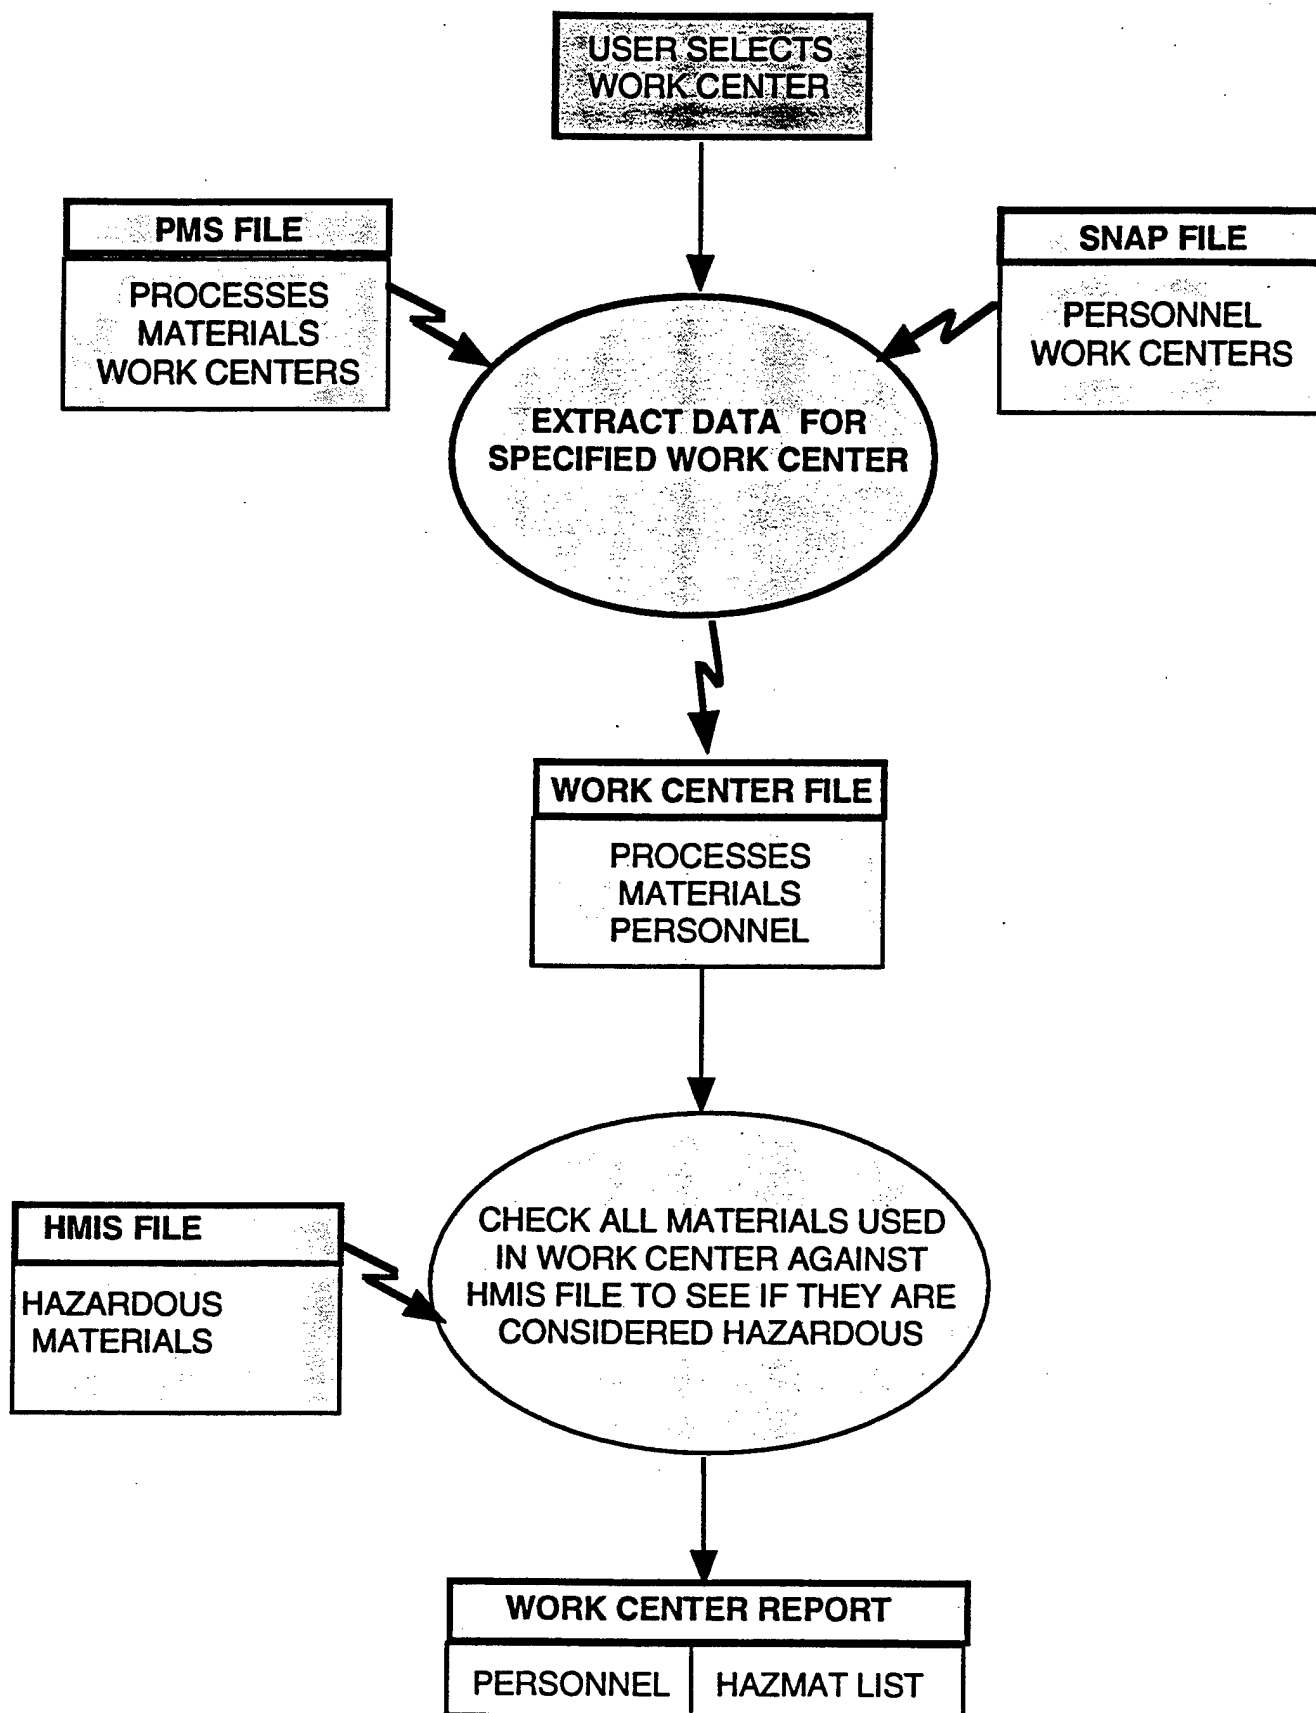 USER SELECTS
WORK CENTER
PMS FILE
PROCESSES
MATERIALS
WORK CENTERS
SNAP FILE
PERSONNEL
WORK CENTERS
EXTRACT DATA FOR
SPECIFIED WORK CENTER
WORK CENTER FILE
PROCESSES
MATERIALS
PERSONNEL
HMIS FILE
HAZARDOUS
MATERIALS
CHECK ALL MATERIALS USED
IN WORK CENTER AGAINST
HMIS FILE TO SEE IF THEY ARE
CONSIDERED HAZARDOUS
WORK CENTER REPORT
PERSONNEL
HAZMAT LIST